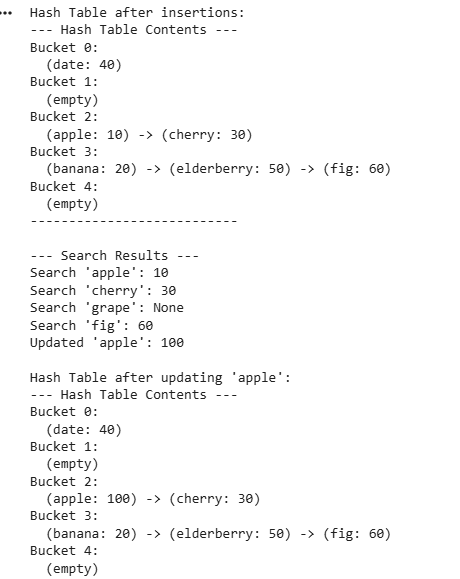 Hash Table after insertions:
--- Hash Table Contents ---
Bucket 0:
  (date: 40)
Bucket 1:
  (empty)
Bucket 2:
  (apple: 10) -> (cherry: 30)
Bucket 3:
  (banana: 20) -> (elderberry: 50) -> (fig: 60)
Bucket 4:
  (empty)
---------------------------

--- Search Results ---
Search 'apple': 10
Search 'cherry': 30
Search 'grape': None
Search 'fig': 60
Updated 'apple': 100

Hash Table after updating 'apple':
--- Hash Table Contents ---
Bucket 0:
  (date: 40)
Bucket 1:
  (empty)
Bucket 2:
  (apple: 100) -> (cherry: 30)
Bucket 3:
  (banana: 20) -> (elderberry: 50) -> (fig: 60)
Bucket 4:
  (empty)